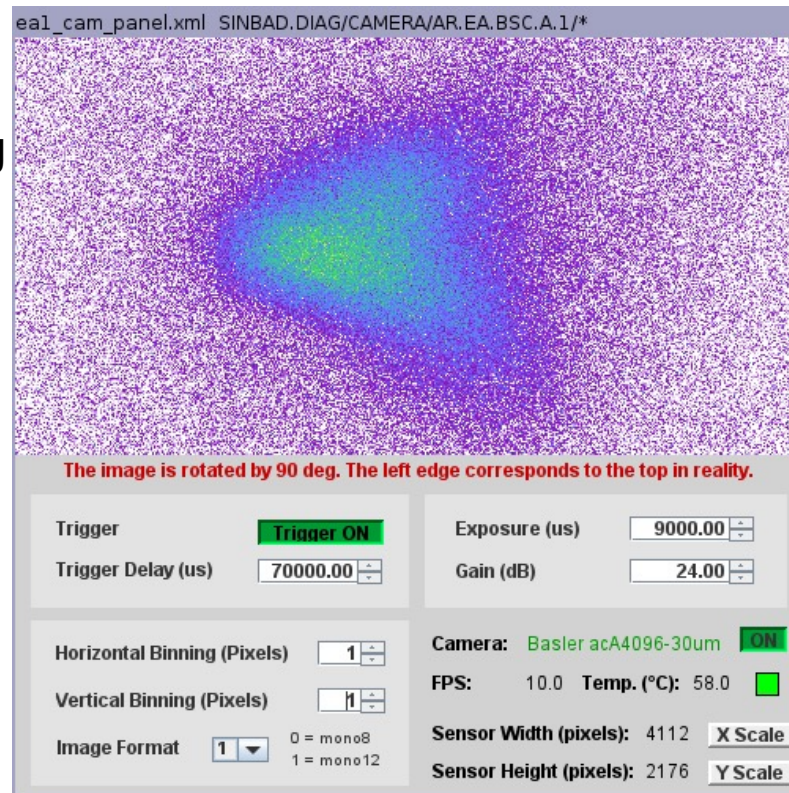 ea1_cam_panel.xml SINBAD.DIAG/CAMERA/AR.EA.BSC.A.1/*
g
The image is rotated by 90 deg. The left edge corresponds to the top in reality.
Trigger Trigger ON
Trigger Delay (us) 70000.00
Exposure (us) 9000.00
Gain (dB) 24.00
Horizontal Binning (Pixels) 1
Vertical Binning (Pixels) 1
Image Format 1 0 = mono8
1 = mono12
Camera: Basler acA4096-30um ON
FPS: 10.0 Temp. (°C): 58.0
Sensor Width (pixels): 4112 X Scale
Sensor Height (pixels): 2176 Y Scale